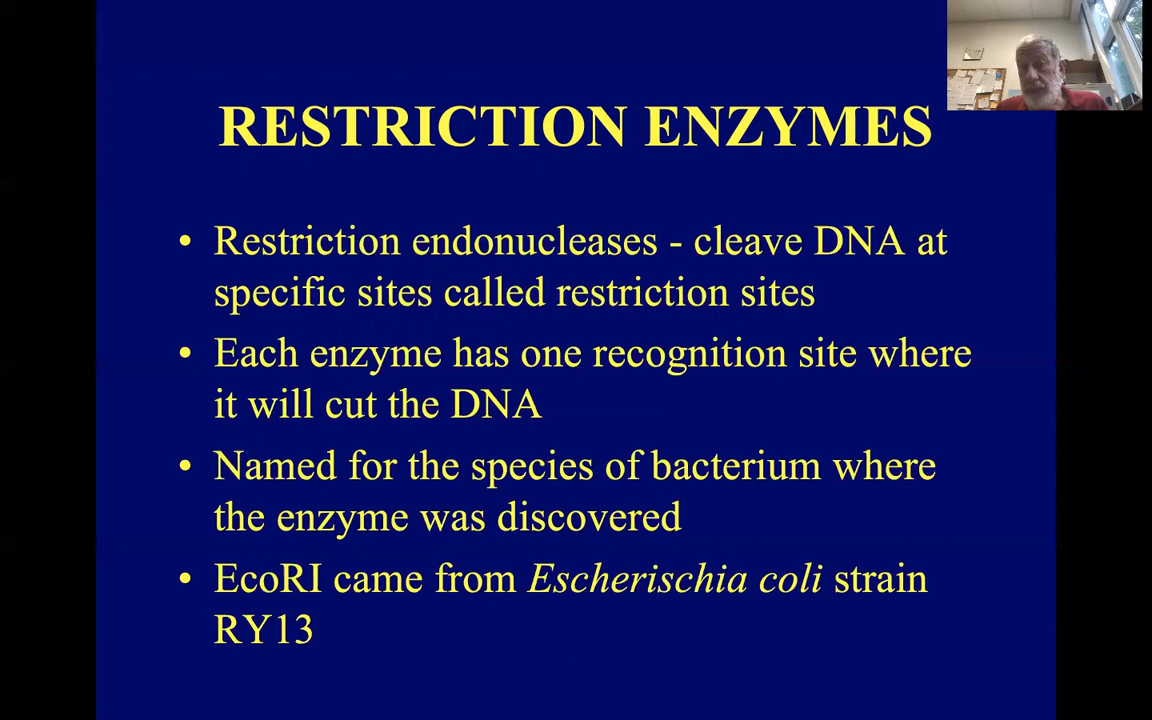 RESTRICTION ENZYMES
• Restriction endonucleases - cleave DNA at
specific sites called restriction sites
• Each enzyme has one recognition site where
it will cut the DNA
• Named for the species of bacterium where
the enzyme was discovered
• EcoRI came from Escherischia coli strain
RY13